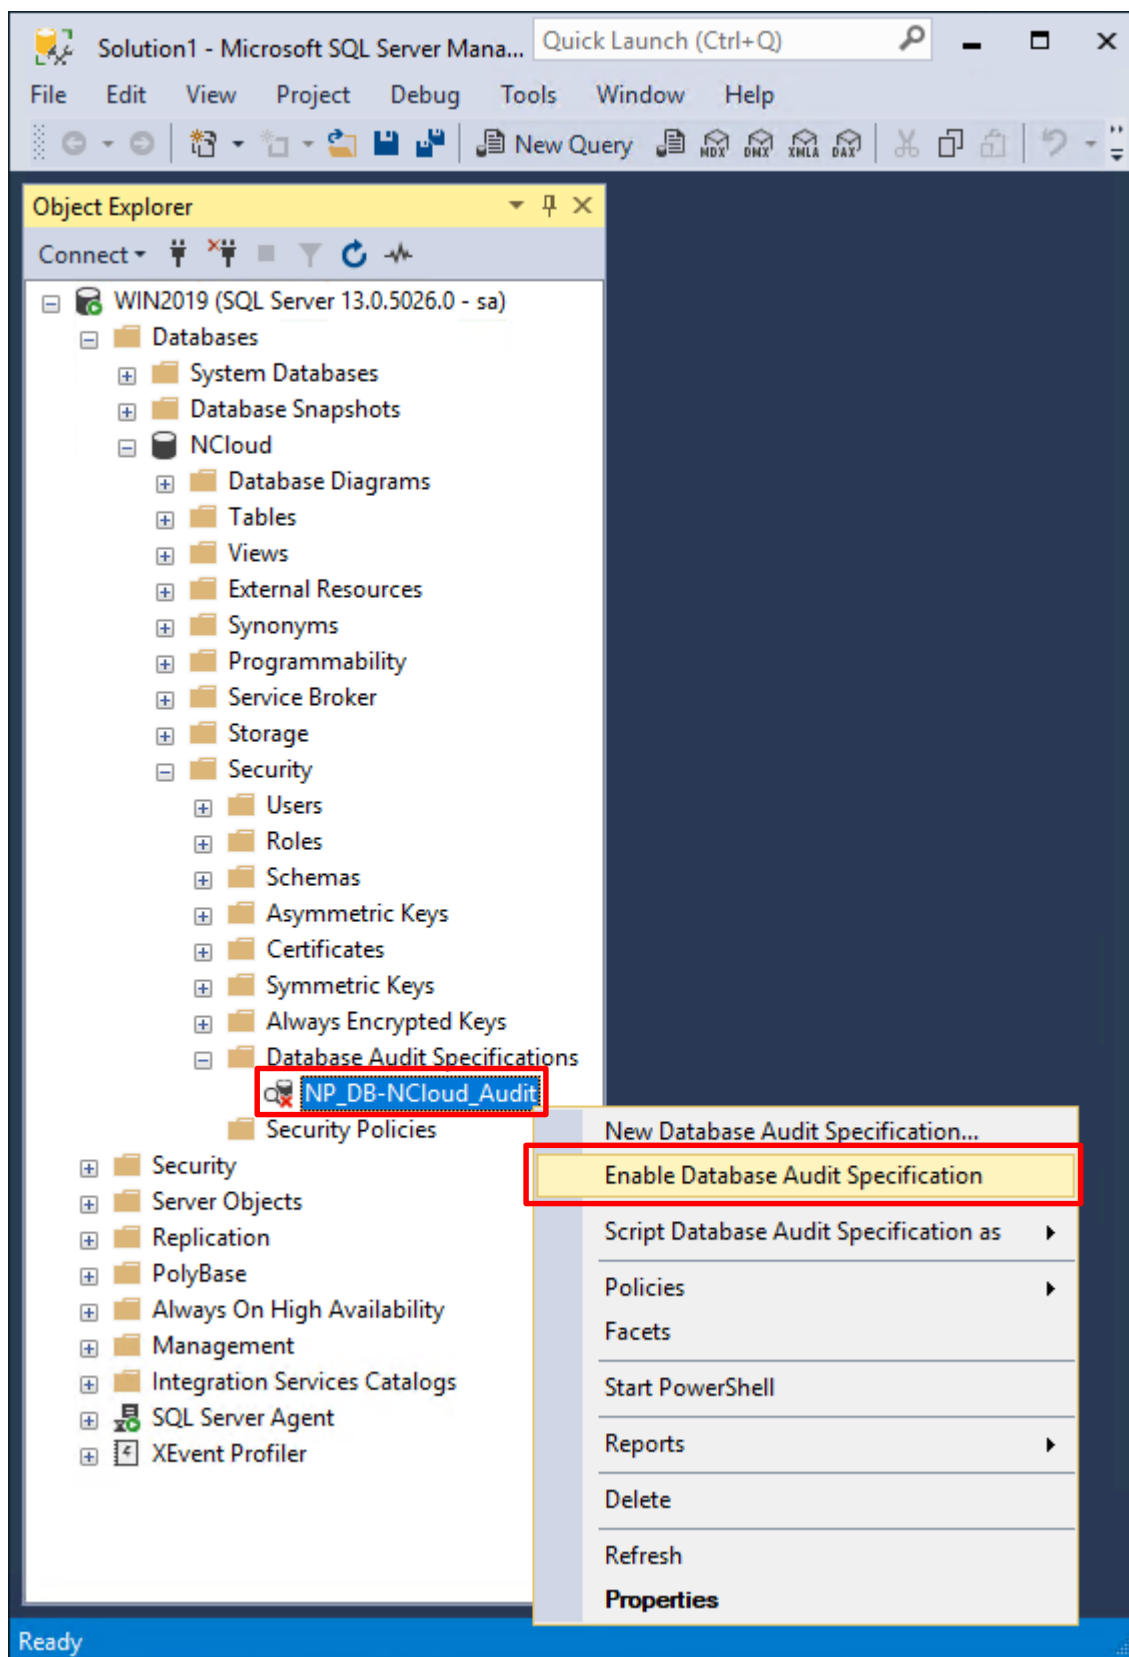 Solution1 - Microsoft SQL Server Mana... Quick Launch (Ctrl+Q)
File Edit View Project Debug Tools Window Help
New Query MDX DMX XMLA DAX
Object Explorer
Connect
WIN2019 (SQL Server 13.0.5026.0 - sa)
Databases
System Databases
Database Snapshots
NCloud
Database Diagrams
Tables
Views
External Resources
Synonyms
Programmability
Service Broker
Storage
Security
Users
Roles
Schemas
Asymmetric Keys
Certificates
Symmetric Keys
Always Encrypted Keys
Database Audit Specifications
NP_DB-NCloud_Audit
Security Policies
Security
Server Objects
Replication
PolyBase
Always On High Availability
Management
Integration Services Catalogs
SQL Server Agent
XEvent Profiler
New Database Audit Specification...
Enable Database Audit Specification
Script Database Audit Specification as
Policies
Facets
Start PowerShell
Reports
Delete
Refresh
Properties
Ready